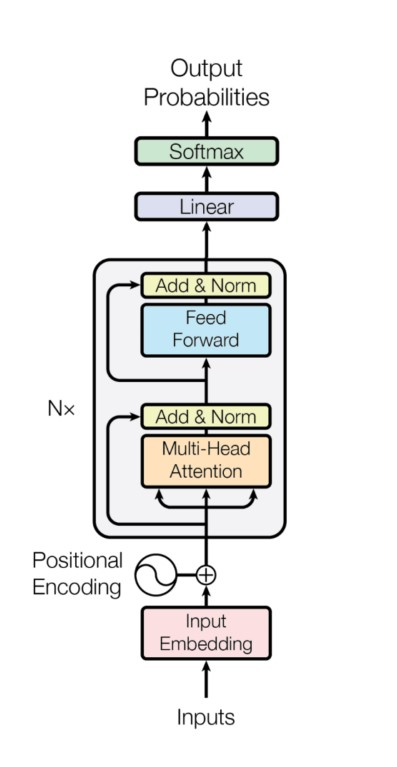 Output
Probabilities
Softmax
Linear
Add & Norm
Feed
Forward
N×
Add & Norm
Multi-Head
Attention
Positional
Encoding
Input
Embedding
Inputs